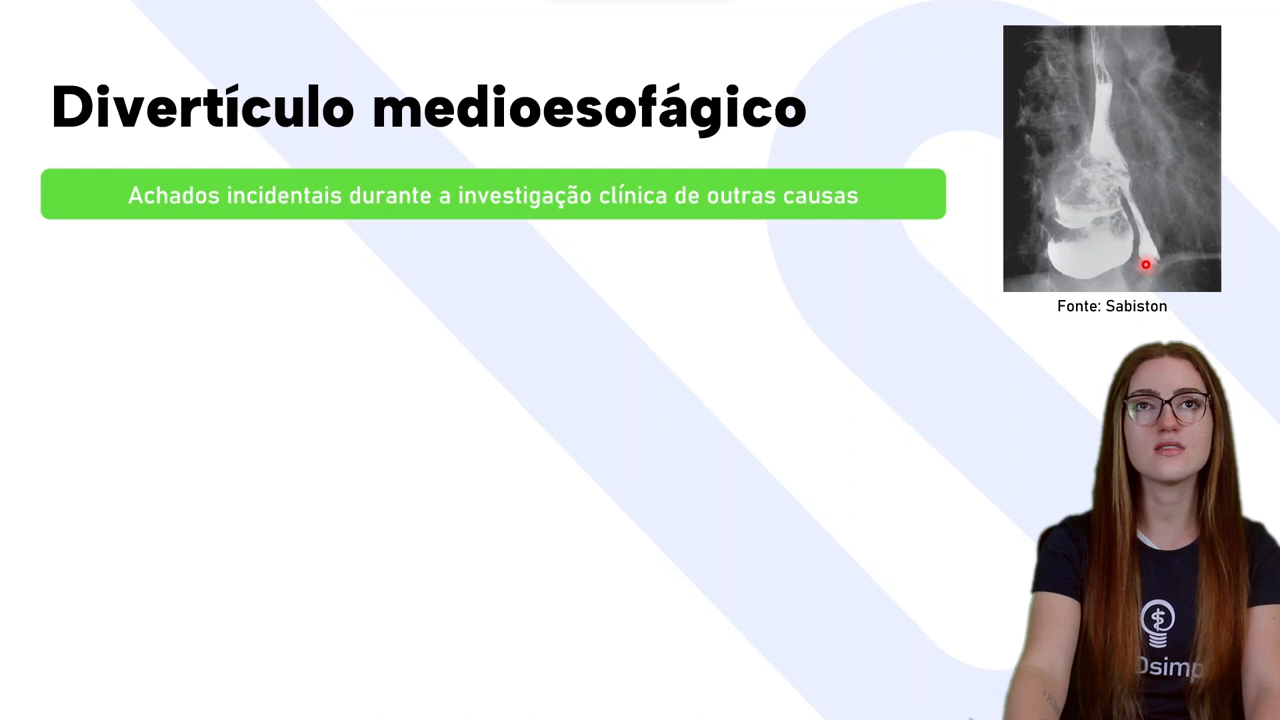 Divertículo medioesofágico
Achados incidentais durante a investigação clínica de outras causas
Fonte: Sabiston